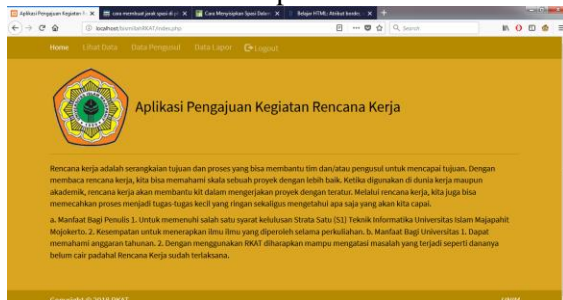 Aplikasi Pengajuan Kegiatan
cara membuat jarak spasi di
Cara Menyisipkan Spasi Dalam
Belajar HTML: Atribut
localhost
Search
Home Lihat Data Data Pengusul Data Lapor Logout
Aplikasi Pengajuan Kegiatan Rencana Kerja
Rencana kerja adalah serangkaian tujuan dan proses yang bisa membantu tim dan/atau pengusul untuk mencapai tujuan. Dengan
membaca rencana kerja, kita bisa memahami skala sebuah proyek dengan lebih baik. Ketika digunakan di dunia kerja maupun
akademik, rencana kerja akan membantu kit dalam mengerjakan proyek dengan teratur. Melalui rencana kerja, kita juga bisa
memecahkan proses menjadi tugas-tugas kecil yang ringan sekaligus mengetahui apa saja yang akan kita capai.
a. Manfaat Bagi Penulis 1. Untuk memenuhi salah satu syarat kelulusan Strata Satu (S1) Teknik Informatika Universitas Islam Majapahit
Mojokerto. 2. Kesempatan untuk menerapkan ilmu ilmu yang diperoleh selama perkuliahan. b. Manfaat Bagi Universitas 1. Dapat
memahami anggaran tahunan. 2. Dengan menggunakan RKAT diharapkan mampu mengatasi masalah yang terjadi seperti dananya
belum cair padahal Rencana Kerja sudah terlaksana.
Copyright © 2019 RKAT
UNIM